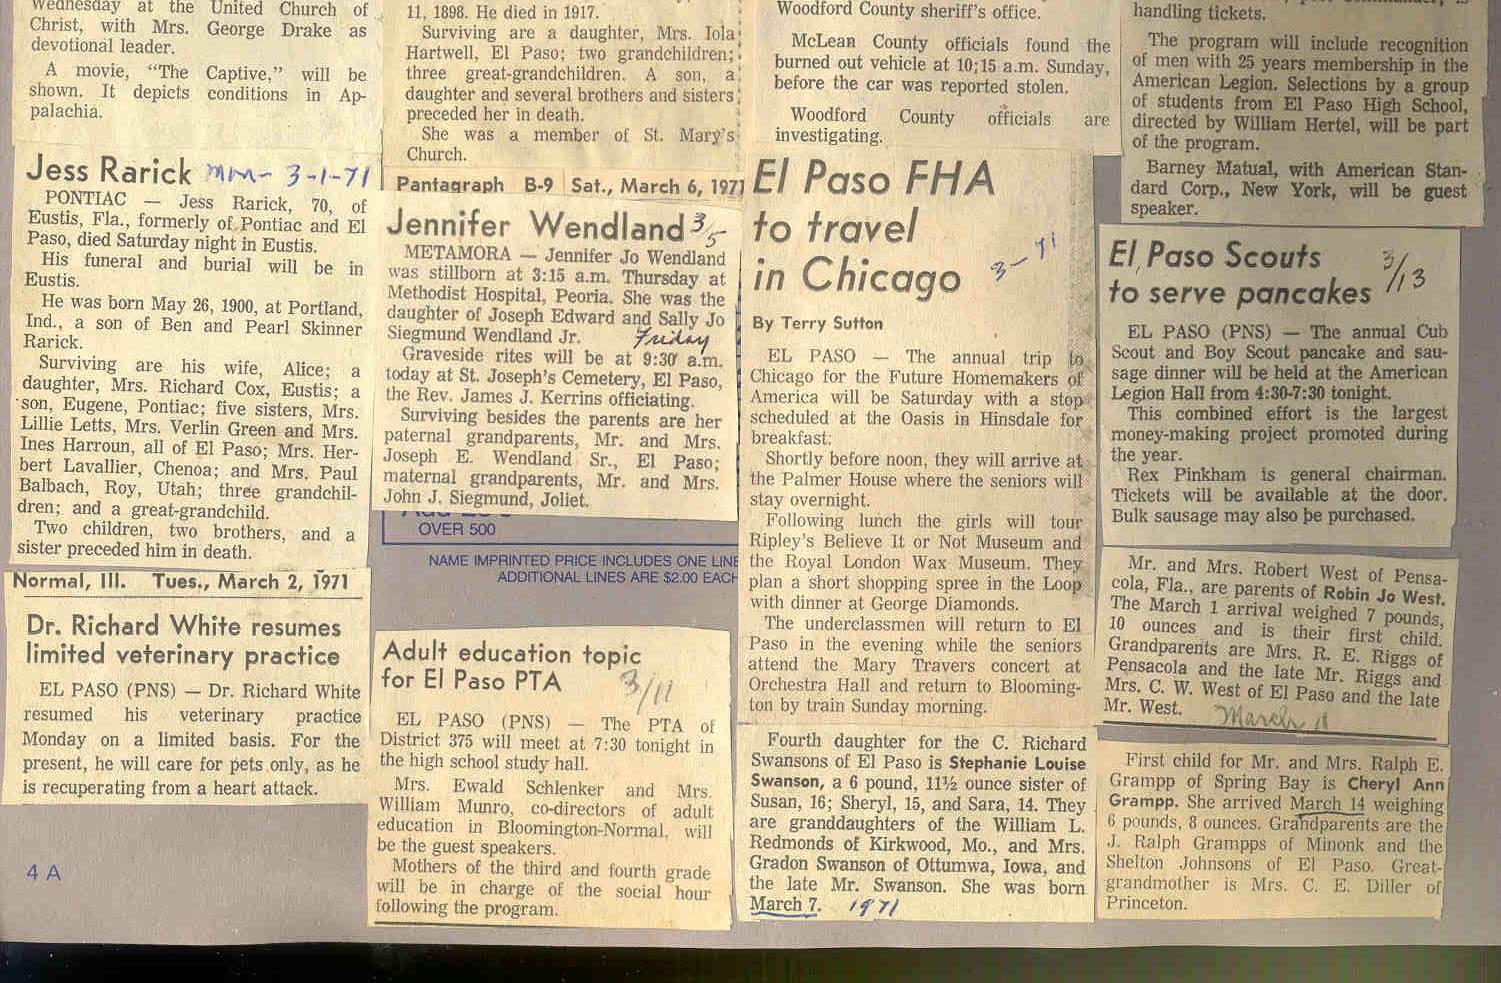 Wednesday at the United Church of
Christ, with Mrs. George Drake as
devotional leader.
A movie, “The Captive,” will be
shown. It depicts conditions in Ap-
palachia.
Jess Rarick MM- 3-1-71
PONTIAC — Jess Rarick, 70, of
Eustis, Fla., formerly of Pontiac and El
Paso, died Saturday night in Eustis.
His funeral and burial will be in
Eustis.
He was born May 26, 1900, at Portland,
Ind., a son of Ben and Pearl Skinner
Rarick.
Surviving are his wife, Alice; a
daughter, Mrs. Richard Cox, Eustis; a
son, Eugene, Pontiac; five sisters, Mrs.
Lillie Letts, Mrs. Verlin Green and Mrs.
Ines Harroun, all of El Paso; Mrs. Her-
bert Lavallier, Chenoa; and Mrs. Paul
Balbach, Roy, Utah; three grandchil-
dren; and a great-grandchild.
Two children, two brothers, and a
sister preceded him in death.
Normal, Ill. Tues., March 2, 1971
Dr. Richard White resumes
limited veterinary practice
EL PASO (PNS) — Dr. Richard White
resumed his veterinary practice
Monday on a limited basis. For the
present, he will care for pets only, as he
is recuperating from a heart attack.
4 A
11, 1898. He died in 1917.
Surviving are a daughter, Mrs. Iola
Hartwell, El Paso; two grandchildren;
three great-grandchildren. A son, a
daughter and several brothers and sisters
preceded her in death.
She was a member of St. Mary's
Church.
Pantagraph B-9 Sat., March 6, 1971
Jennifer Wendland 3/5
METAMORA — Jennifer Jo Wendland
was stillborn at 3:15 a.m. Thursday at
Methodist Hospital, Peoria. She was the
daughter of Joseph Edward and Sally Jo
Siegmund Wendland Jr. Friday
Graveside rites will be at 9:30 a.m.
today at St. Joseph's Cemetery, El Paso,
the Rev. James J. Kerrins officiating.
Surviving besides the parents are her
paternal grandparents, Mr. and Mrs.
Joseph E. Wendland Sr., El Paso;
maternal grandparents, Mr. and Mrs.
John J. Siegmund, Joliet.
OVER 500
NAME IMPRINTED PRICE INCLUDES ONE LINE
ADDITIONAL LINES ARE $2.00 EACH
Adult education topic
for El Paso PTA 3/11
EL PASO (PNS) — The PTA of
District 375 will meet at 7:30 tonight in
the high school study hall.
Mrs. Ewald Schlenker and Mrs.
William Munro, co-directors of adult
education in Bloomington-Normal, will
be the guest speakers.
Mothers of the third and fourth grade
will be in charge of the social hour
following the program.
Woodford County sheriff's office.
McLean County officials found the
burned out vehicle at 10;15 a.m. Sunday,
before the car was reported stolen.
Woodford County officials are
investigating.
El Paso FHA
to travel
in Chicago 3-71
By Terry Sutton
EL PASO — The annual trip to
Chicago for the Future Homemakers of
America will be Saturday with a stop
scheduled at the Oasis in Hinsdale for
breakfast:
Shortly before noon, they will arrive at
the Palmer House where the seniors will
stay overnight.
Following lunch the girls will tour
Ripley's Believe It or Not Museum and
the Royal London Wax Museum. They
plan a short shopping spree in the Loop
with dinner at George Diamonds.
The underclassmen will return to El
Paso in the evening while the seniors
attend the Mary Travers concert at
Orchestra Hall and return to Blooming-
ton by train Sunday morning.
Fourth daughter for the C. Richard
Swansons of El Paso is Stephanie Louise
Swanson, a 6 pound, 11½ ounce sister of
Susan, 16; Sheryl, 15, and Sara, 14. They
are granddaughters of the William L.
Redmonds of Kirkwood, Mo., and Mrs.
Gradon Swanson of Ottumwa, Iowa, and
the late Mr. Swanson. She was born
March 7. 1971
handling tickets.
The program will include recognition
of men with 25 years membership in the
American Legion. Selections by a group
of students from El Paso High School,
directed by William Hertel, will be part
of the program.
Barney Matual, with American Stan-
dard Corp., New York, will be guest
speaker.
El Paso Scouts
to serve pancakes 3/13
EL PASO (PNS) — The annual Cub
Scout and Boy Scout pancake and sau-
sage dinner will be held at the American
Legion Hall from 4:30-7:30 tonight.
This combined effort is the largest
money-making project promoted during
the year.
Rex Pinkham is general chairman.
Tickets will be available at the door.
Bulk sausage may also be purchased.
Mr. and Mrs. Robert West of Pensa-
cola, Fla., are parents of Robin Jo West.
The March 1 arrival weighed 7 pounds,
10 ounces and is their first child.
Grandparents are Mrs. R. E. Riggs of
Pensacola and the late Mr. Riggs and
Mrs. C. W. West of El Paso and the late
Mr. West. March 11
First child for Mr. and Mrs. Ralph E.
Grampp of Spring Bay is Cheryl Ann
Grampp. She arrived March 14 weighing
6 pounds, 8 ounces. Grandparents are the
J. Ralph Grampps of Minonk and the
Shelton Johnsons of El Paso. Great-
grandmother is Mrs. C. E. Diller of
Princeton.